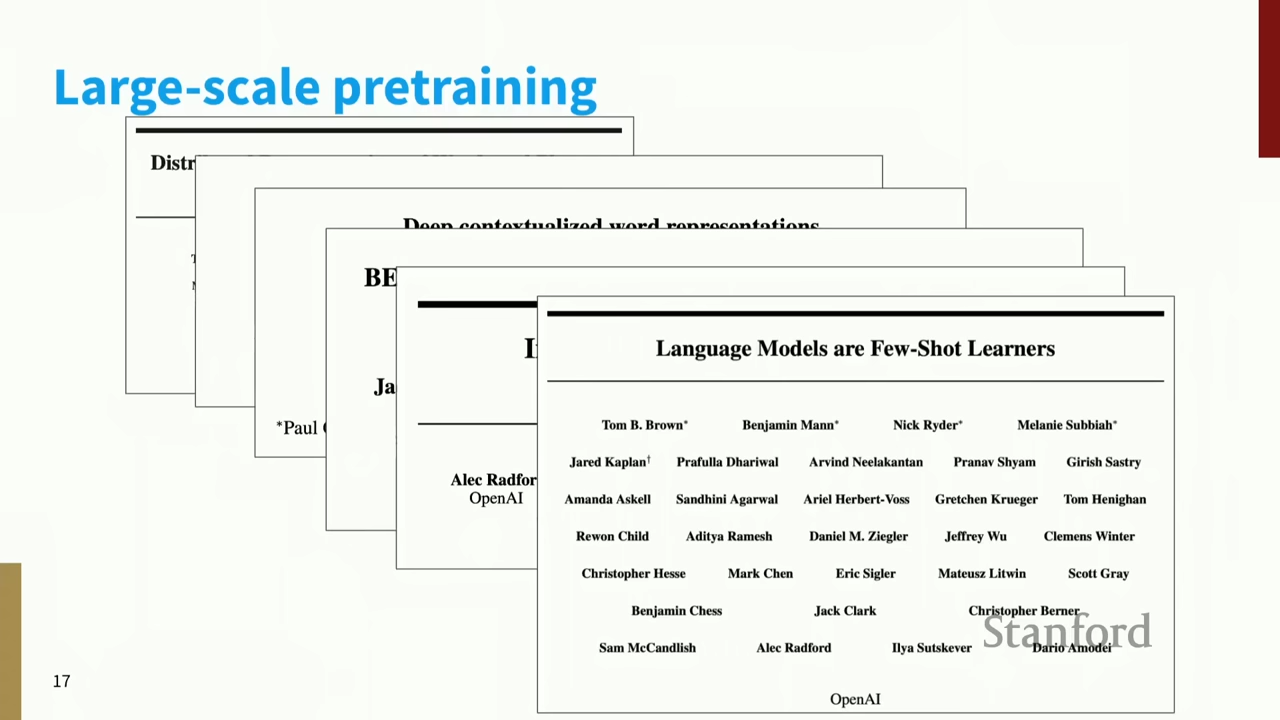 Large-scale pretraining
Distr
Deep contextualized word representations
BE
*Paul
Ja
Alec Radfor
OpenAI
Language Models are Few-Shot Learners
Tom B. Brown* Benjamin Mann* Nick Ryder* Melanie Subbiah*
Jared Kaplan† Prafulla Dhariwal Arvind Neelakantan Pranav Shyam Girish Sastry
Amanda Askell Sandhini Agarwal Ariel Herbert-Voss Gretchen Krueger Tom Henighan
Rewon Child Aditya Ramesh Daniel M. Ziegler Jeffrey Wu Clemens Winter
Christopher Hesse Mark Chen Eric Sigler Mateusz Litwin Scott Gray
Benjamin Chess Jack Clark Christopher Berner
Sam McCandlish Alec Radford Ilya Sutskever Dario Amodei
OpenAI
Stanford
17